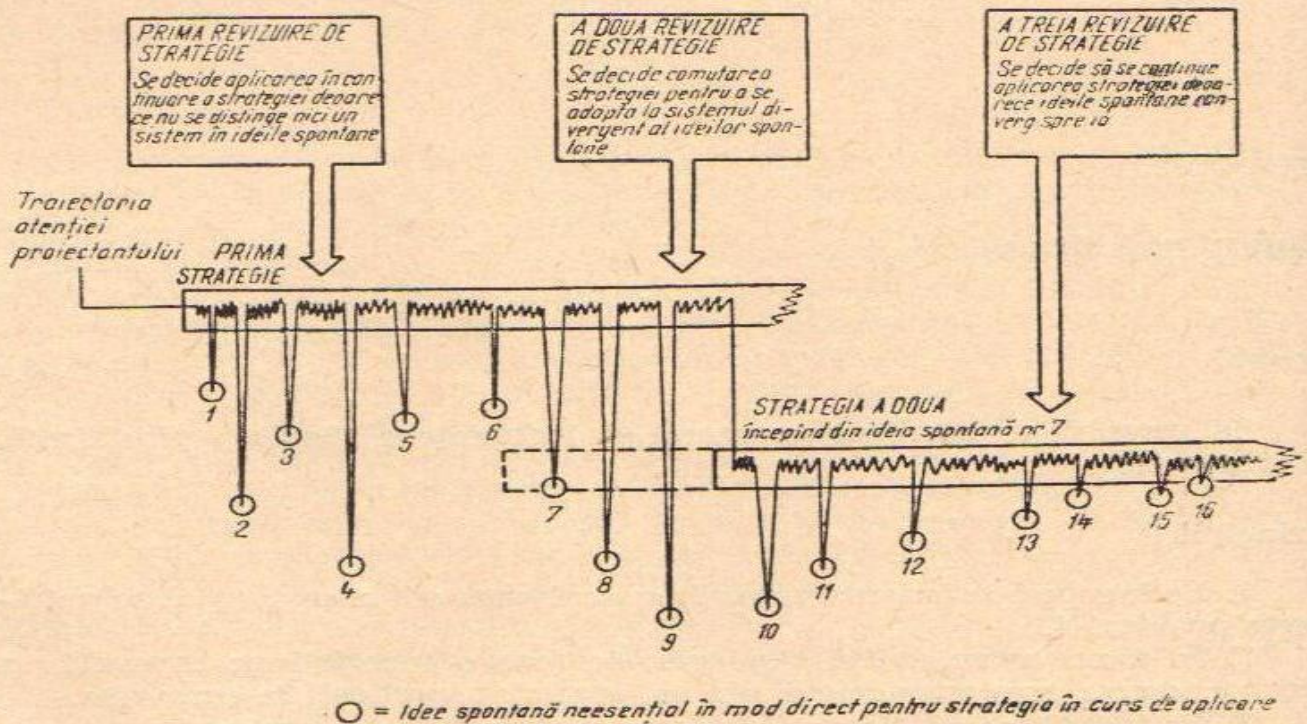 PRIMA REVIZUIRE DE
STRATEGIE
Se decide aplicarea în con-
tinuare a strategiei deoare-
ce nu se distinge nici un
sistem în ideile spontane
A DOUA REVIZUIRE
DE STRATEGIE
Se decide comutarea
strategiei pentru a se
adapta la sistemul di-
vergent al ideilor spon-
tane
A TREIA REVIZUIRE
DE STRATEGIE
Se decide să se continue
aplicarea strategiei deoa-
rece ideile spontane con-
verg spre ia
Traiectoria
atenției
proiectantului
PRIMA
STRATEGIE
1
2
3
4
5
6
7
8
9
STRATEGIA A DOUA
începînd din ideia spontană nr 7
10
11
12
13
14
15
16
= Idee spontană neesențial în mod direct pentru strategia în curs de aplicare